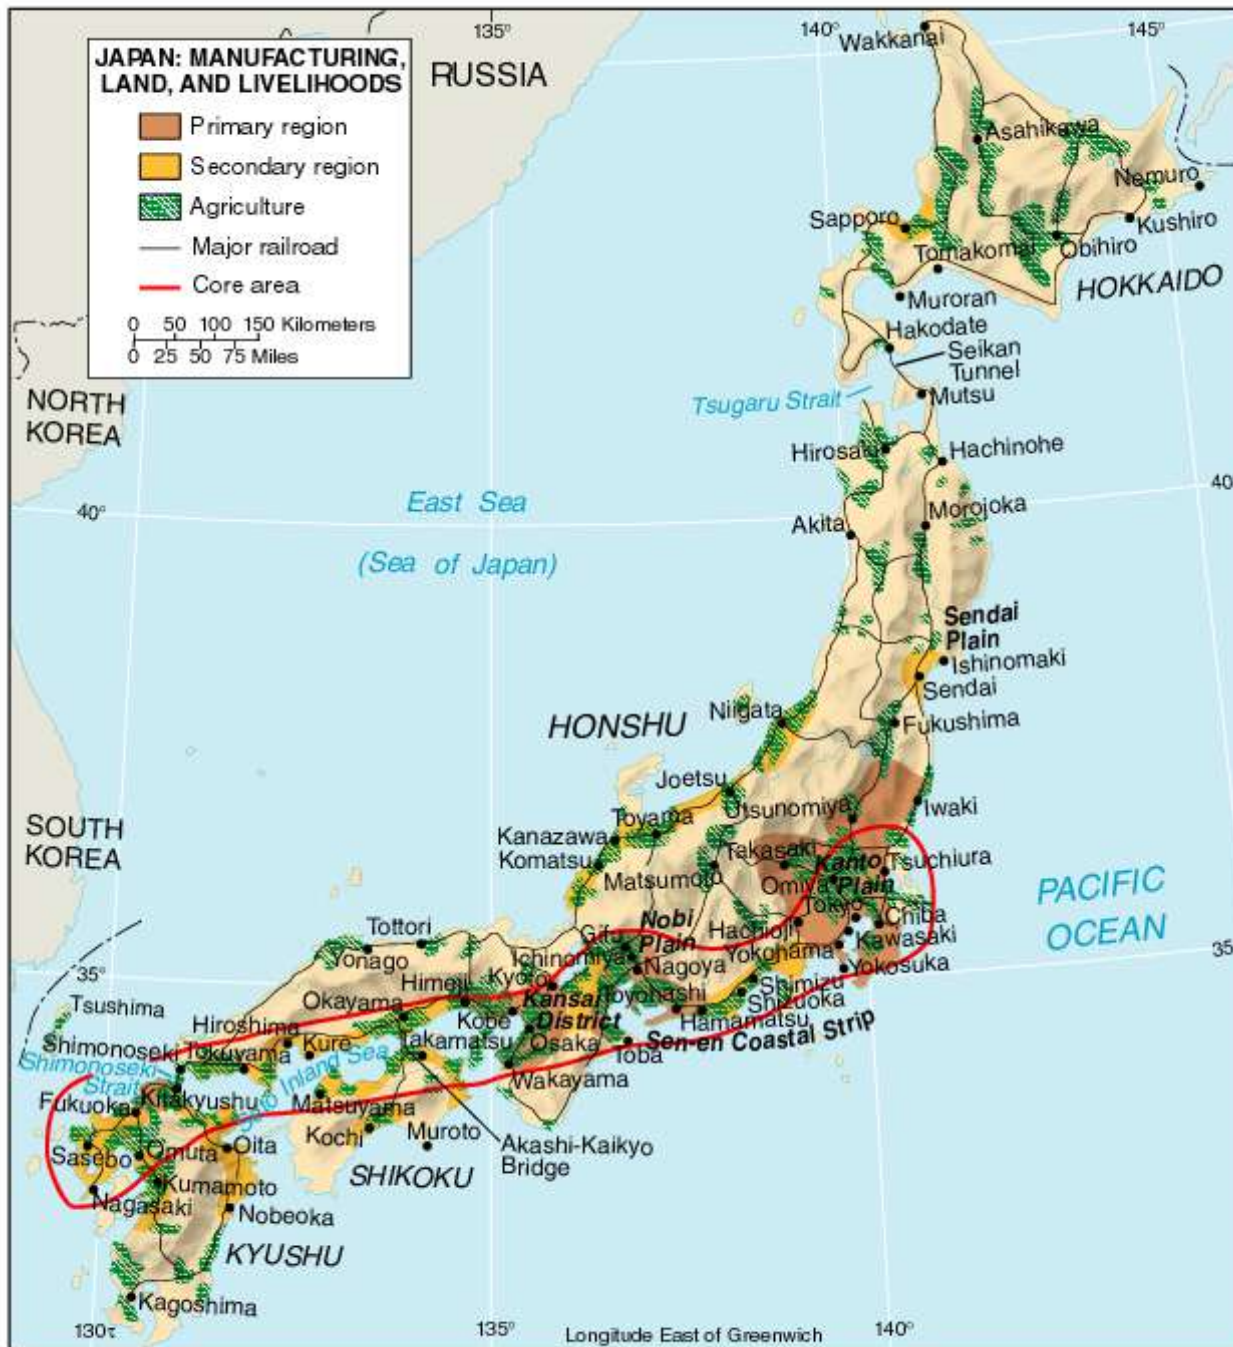 JAPAN: MANUFACTURING,
LAND, AND LIVELIHOODS
Primary region
Secondary region
Agriculture
Major railroad
Core area
0 50 100 150 Kilometers
0 25 50 75 Miles
135°
140°
145°
RUSSIA
Wakkanai
Asahikawa
Nemuro
Sapporo
Kushiro
Tomakomai
Obihiro
HOKKAIDO
Muroran
Hakodate
Seikan
Tunnel
Tsugaru Strait
Mutsu
NORTH
KOREA
Hirosaki
Hachinohe
40°
East Sea
(Sea of Japan)
40
Akita
Morojoka
Sendai
Plain
Ishinomaki
Sendai
Niigata
Fukushima
HONSHU
Joetsu
Utsunomiya
Iwaki
SOUTH
KOREA
Toyama
Kanazawa
Komatsu
Matsumoto
Takasaki
Kanto
Plain
Tsuchiura
Omiya
Tokyo
PACIFIC
OCEAN
Tottori
Nobi
Plain
Hachioji
Chiba
Kawasaki
35
Yonago
Gifu
Ichinomiya
Yokohama
Yokosuka
35°
Himeji
Kyoto
Nagoya
Tsushima
Okayama
Kansai
District
Toyohashi
Shimizu
Shizuoka
Hiroshima
Kobe
Hamamatsu
Shimonoseki
Kure
Takamatsu
Osaka
Sen-en Coastal Strip
Shimonoseki
Strait
Tokuyama
Seto Inland Sea
Toba
Wakayama
Fukuoka
Kitakyushu
Matsuyama
Kochi
Muroto
Akashi-Kaikyo
Bridge
Sasebo
Omuta
Oita
SHIKOKU
Kumamoto
Nagasaki
Nobeoka
KYUSHU
Kagoshima
130τ
135°
Longitude East of Greenwich
140°